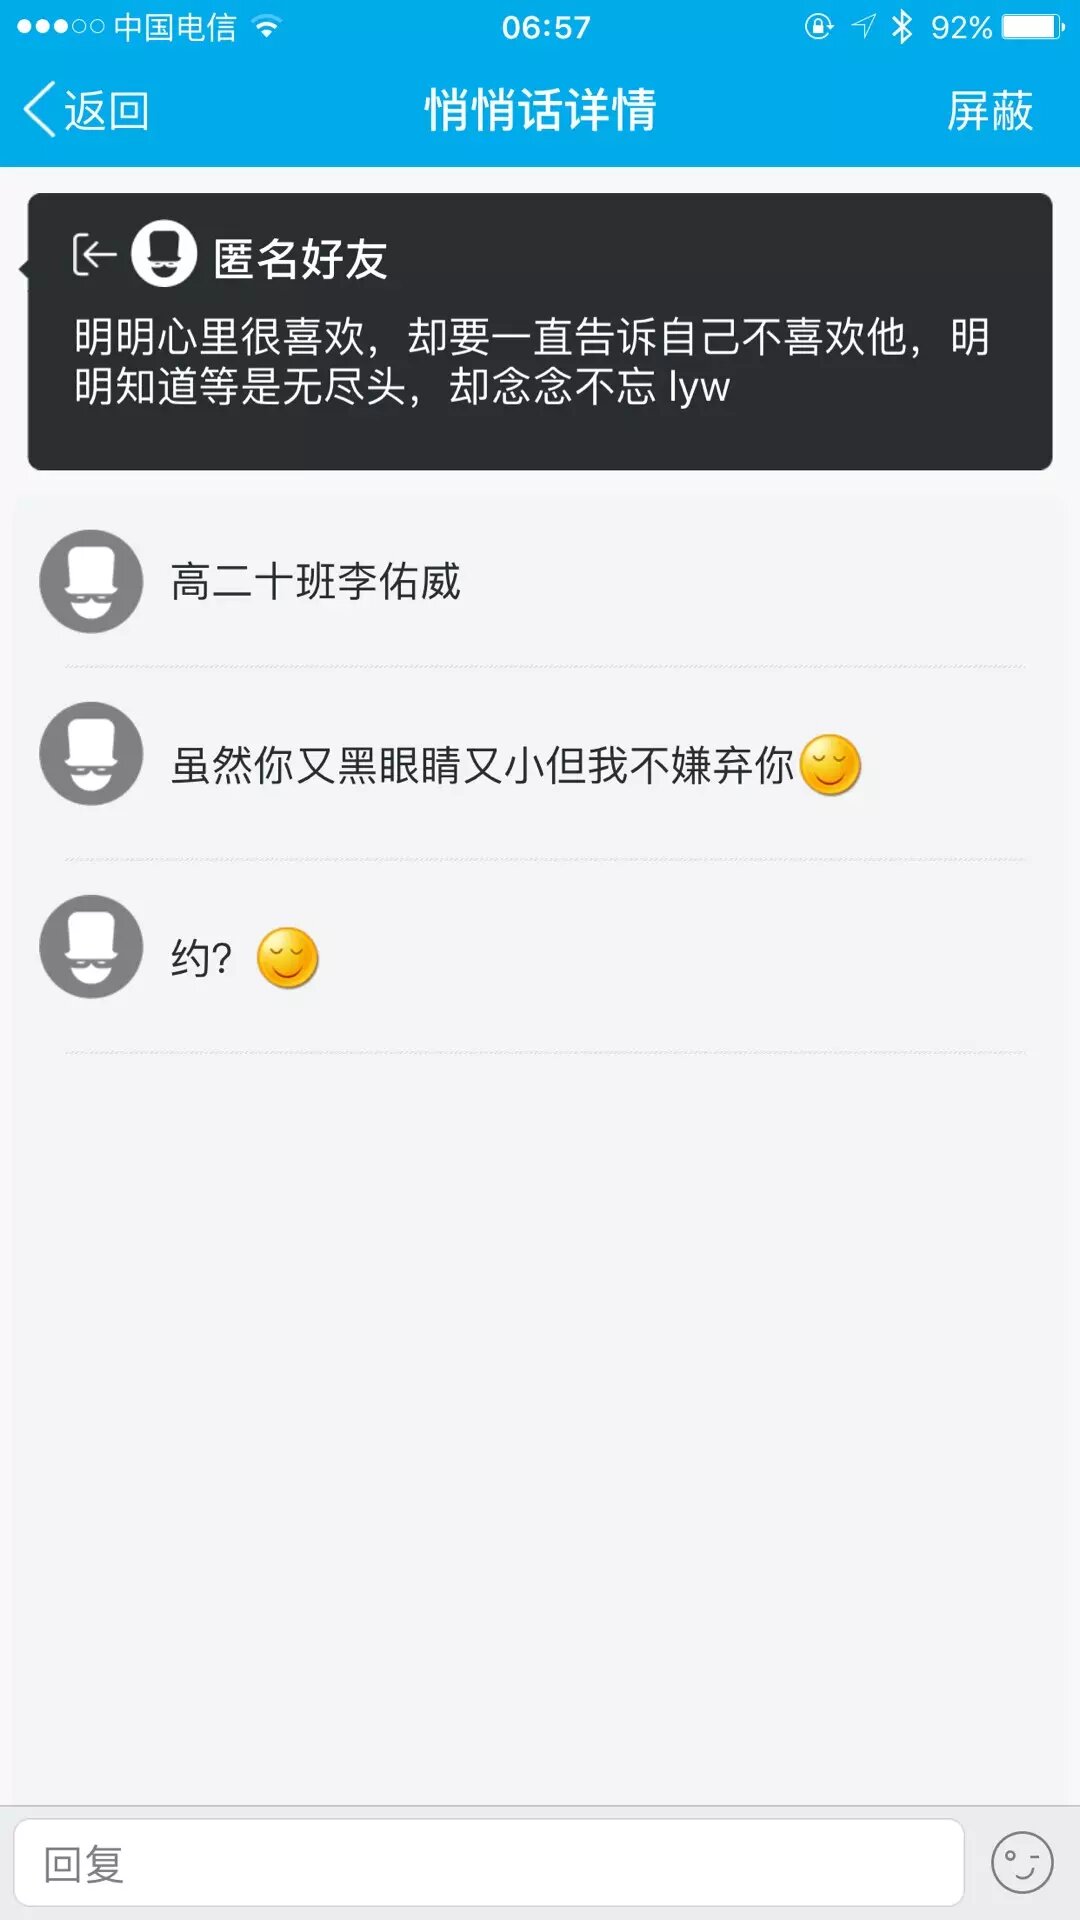 中国电信
06:57
92%
返回
悄悄话详情
屏蔽
匿名好友
明明心里很喜欢，却要一直告诉自己不喜欢他，明
明知道等是无尽头，却念念不忘 lyw
高二十班李佑威
虽然你又黑眼睛又小但我不嫌弃你
约?
回复